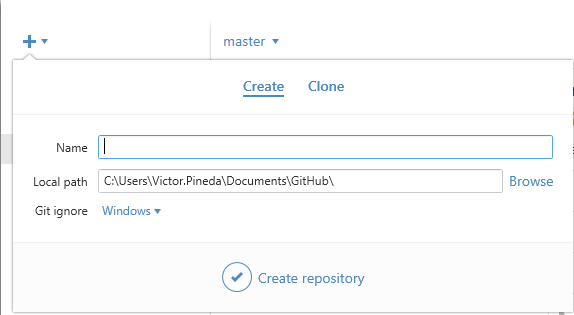 master
Create Clone
Name
Local path C:\Users\Victor.Pineda\Documents\GitHub\ Browse
Git ignore Windows
Create repository